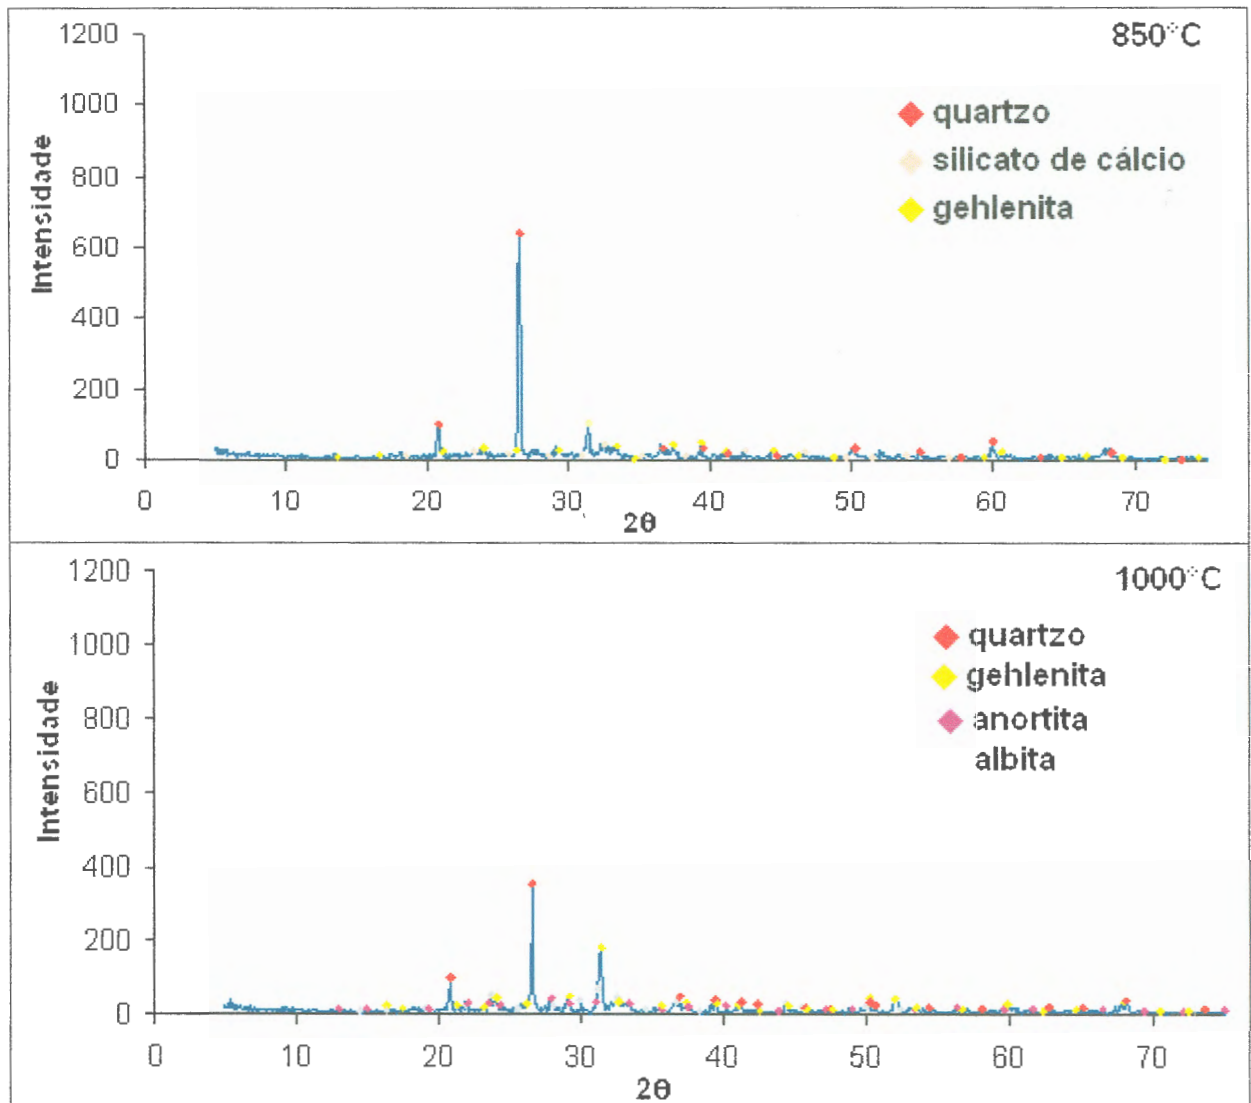 850°C
1200
1000
800
600
400
200
0
Intensidade
quartzo
silicato de cálcio
gehlenita
0 10 20 30 40 50 60 70
2θ
1000°C
1200
1000
800
600
400
200
0
Intensidade
quartzo
gehlenita
anortita
albita
0 10 20 30 40 50 60 70
2θ